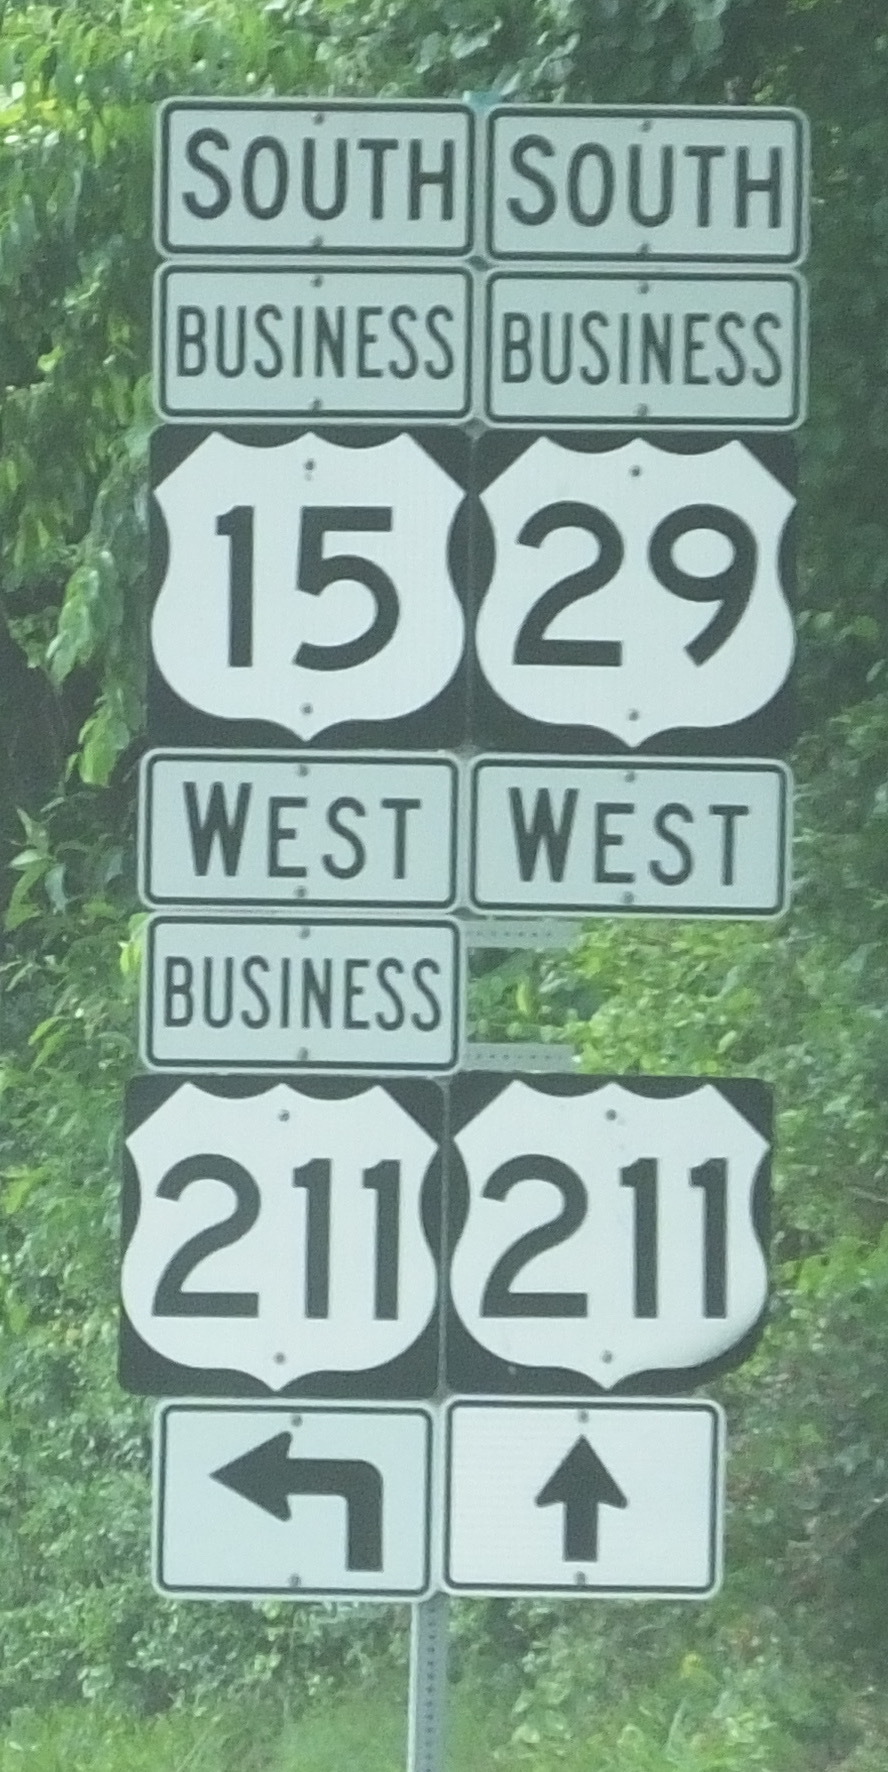 SOUTH SOUTH
BUSINESS BUSINESS
15 29
WEST WEST
BUSINESS
211 211